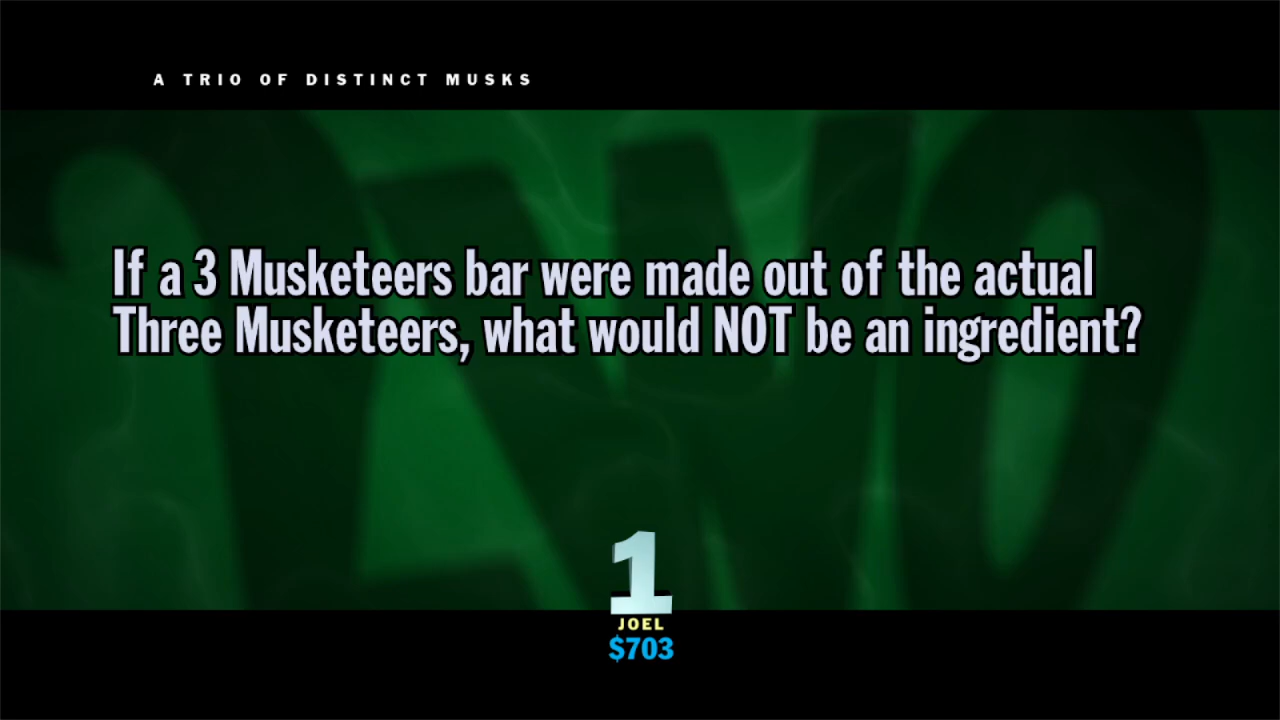 A TRIO OF DISTINCT MUSKS
If a 3 Musketeers bar were made out of the actual
Three Musketeers, what would NOT be an ingredient?
1
JOEL
$703